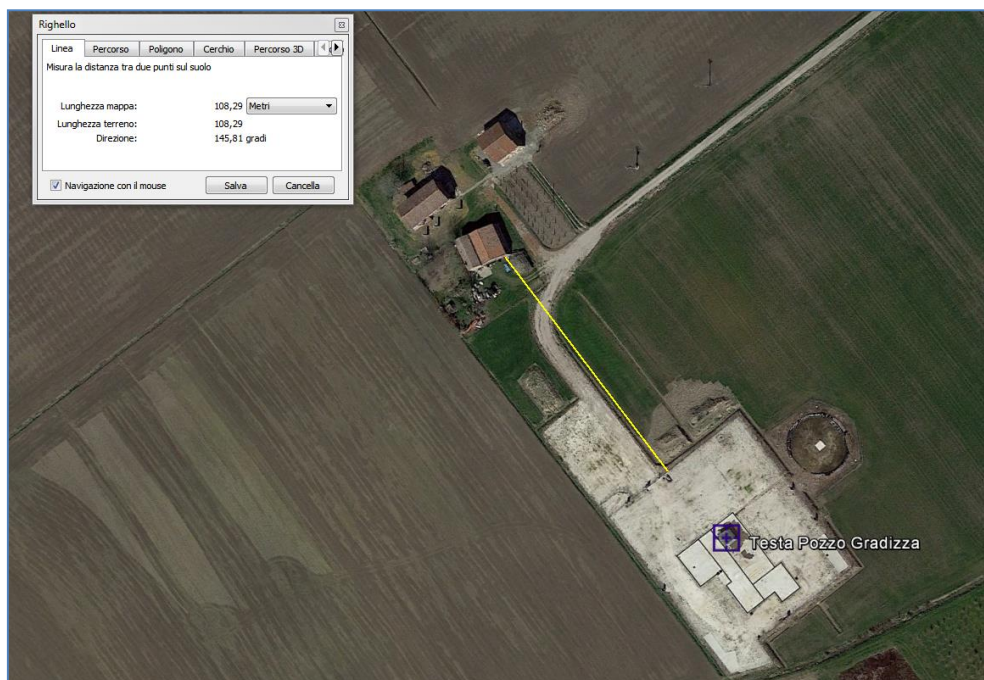 Righello
Linea Percorso Poligono Cerchio Percorso 3D
Misura la distanza tra due punti sul suolo
Lunghezza mappa: 108,29 Metri
Lunghezza terreno: 108,29
Direzione: 145,81 gradi
Navigazione con il mouse Salva Cancella
Testa Pozzo Gradizza